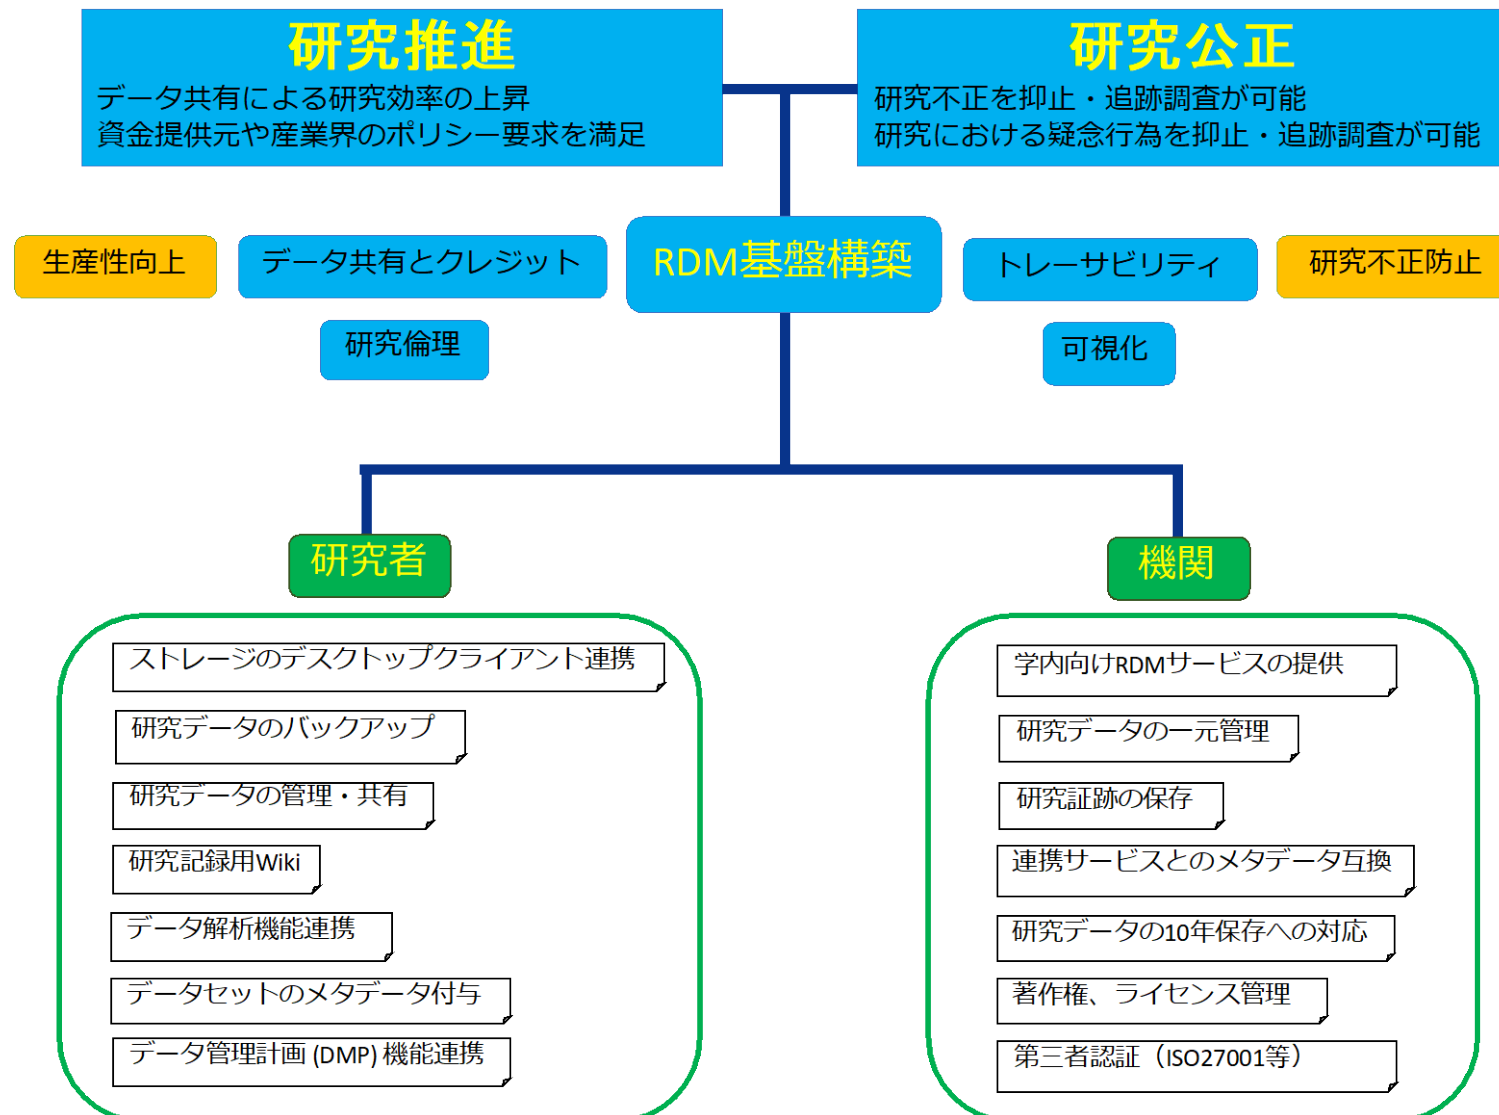 研究推進
データ共有による研究効率の上昇
資金提供元や産業界のポリシー要求を満足
研究公正
研究不正を抑止・追跡調査が可能
研究における疑念行為を抑止・追跡調査が可能
生産性向上
データ共有とクレジット
RDM基盤構築
トレーサビリティ
研究不正防止
研究倫理
可視化
研究者
機関
ストレージのデスクトップクライアント連携
研究データのバックアップ
研究データの管理・共有
研究記録用Wiki
データ解析機能連携
データセットのメタデータ付与
データ管理計画 (DMP) 機能連携
学内向けRDMサービスの提供
研究データの一元管理
研究証跡の保存
連携サービスとのメタデータ互換
研究データの10年保存への対応
著作権、ライセンス管理
第三者認証（ISO27001等）